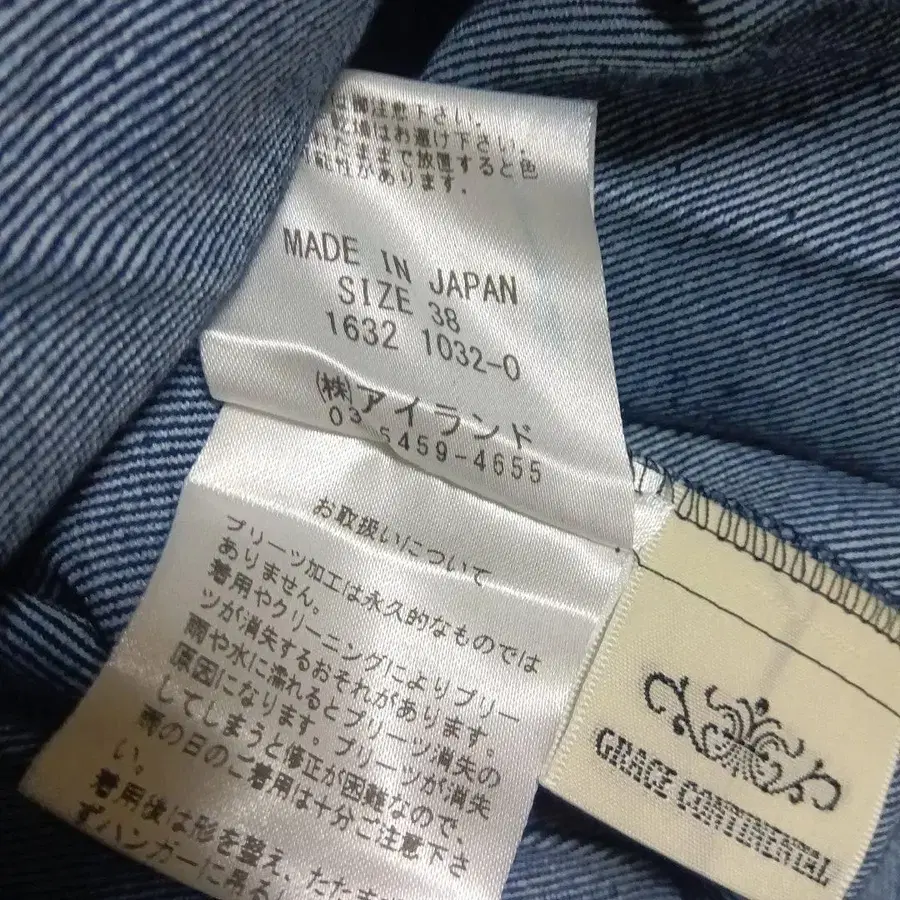 は御注意下さい。
場はお避け下さい。
たままで放置すると色
能性があります。
MADE IN JAPAN
SIZE 38
1632 1032-0
㈱アイランド
03 5459-4655
お取扱いについて
プリーツ加工は永久的なものでは
ありません。
着用やクリーニングによりプリー
ツが消失するおそれがあります。
雨や水に濡れるとプリーツ消失の
原因になります。プリーツが消失
してしまうと修正が困難なので、
雨の日のご着用は十分ご注意下さ
い。
着用後は形を整え、たたま
ずハンガーに吊るし
GRACE CONTINENTAL